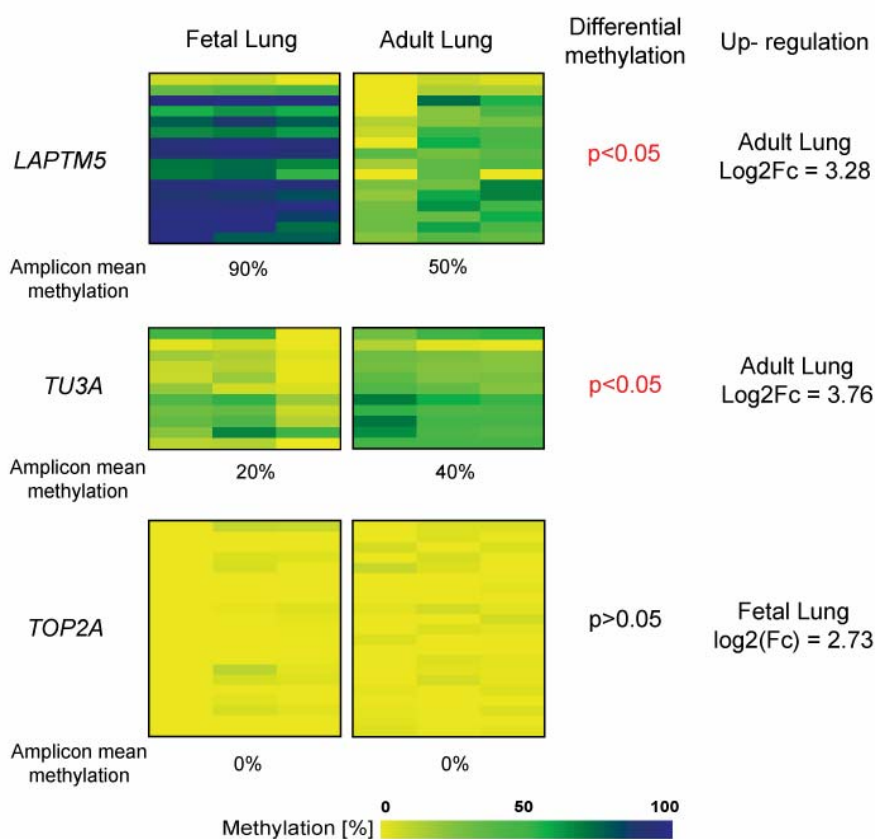 Fetal Lung Adult Lung Differential methylation Up- regulation
LAPTM5 p<0.05 Adult Lung
Log2Fc = 3.28
Amplicon mean
methylation 90% 50%
TU3A p<0.05 Adult Lung
Log2Fc = 3.76
Amplicon mean
methylation 20% 40%
TOP2A p>0.05 Fetal Lung
log2(Fc) = 2.73
Amplicon mean
methylation 0% 0%
0 50 100
Methylation [%]